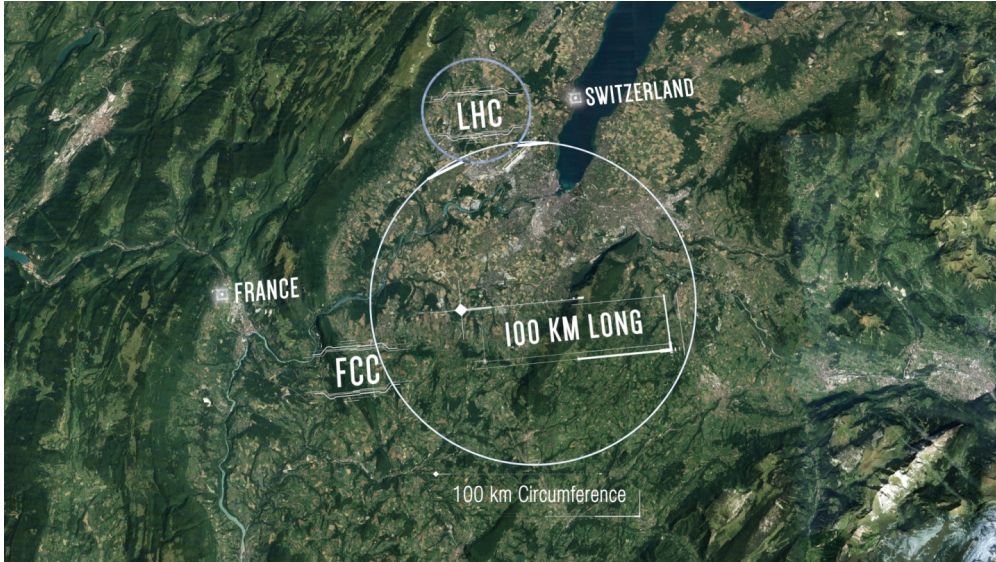 LHC
SWITZERLAND
FRANCE
100 KM LONG
FCC
100 km Circumference